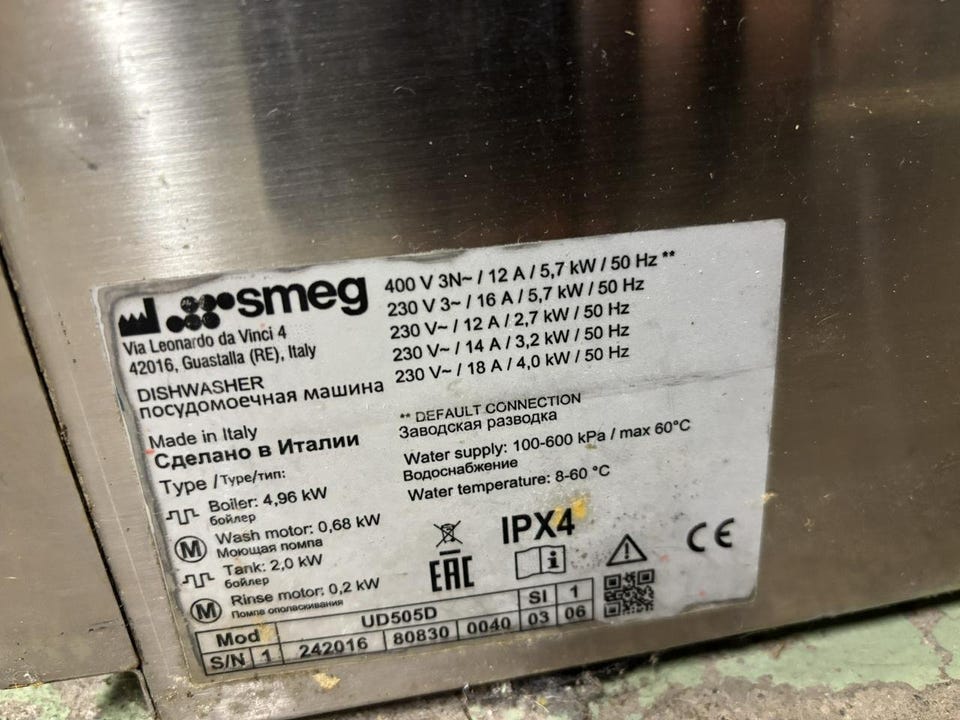 smeg
Via Leonardo da Vinci 4
42016, Guastalla (RE), Italy
DISHWASHER
посудомоечная машина
Made in Italy
Сделано в Италии
Type /Type/тип:
Boiler: 4,96 kW
бойлер
M Wash motor: 0,68 kW
Моющая помпа
Tank: 2,0 kW
бойлер
M Rinse motor: 0,2 kW
Помпа ополаскивания
400 V 3N~ / 12 A / 5,7 kW / 50 Hz **
230 V 3~ / 16 A / 5,7 kW / 50 Hz
230 V~ / 12 A / 2,7 kW / 50 Hz
230 V~ / 14 A / 3,2 kW / 50 Hz
230 V~ / 18 A / 4,0 kW / 50 Hz
** DEFAULT CONNECTION
Заводская разводка
Water supply: 100-600 kPa / max 60°C
Водоснабжение
Water temperature: 8-60 °C
IPX4
EAC
i
CE
Mod UD505D SI 1
S/N 1 242016 80830 0040 03 06